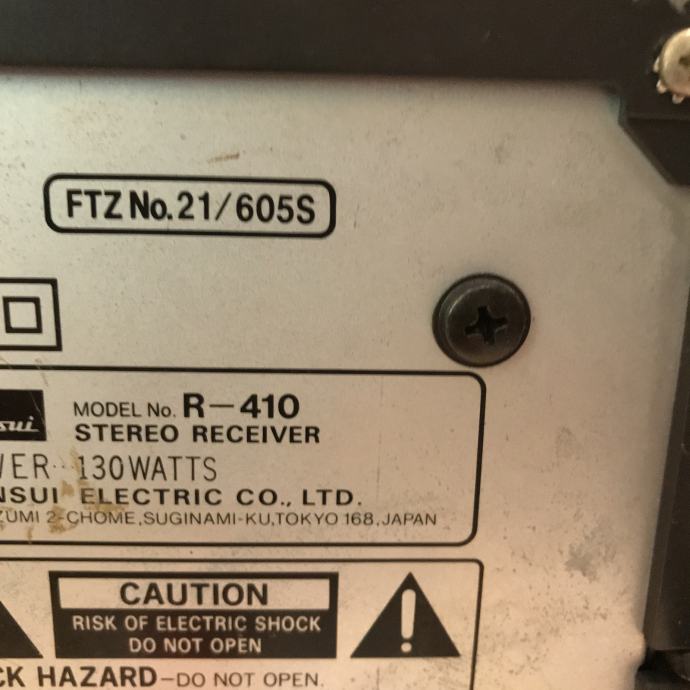 FTZ No.21/605S
sui
MODEL No. R-410
STEREO RECEIVER
WER 130WATTS
NSUI ELECTRIC CO., LTD.
ZUMI 2-CHOME,SUGINAMI-KU,TOKYO 168,JAPAN
CAUTION
RISK OF ELECTRIC SHOCK
DO NOT OPEN
!
CK HAZARD-DO NOT OPEN.